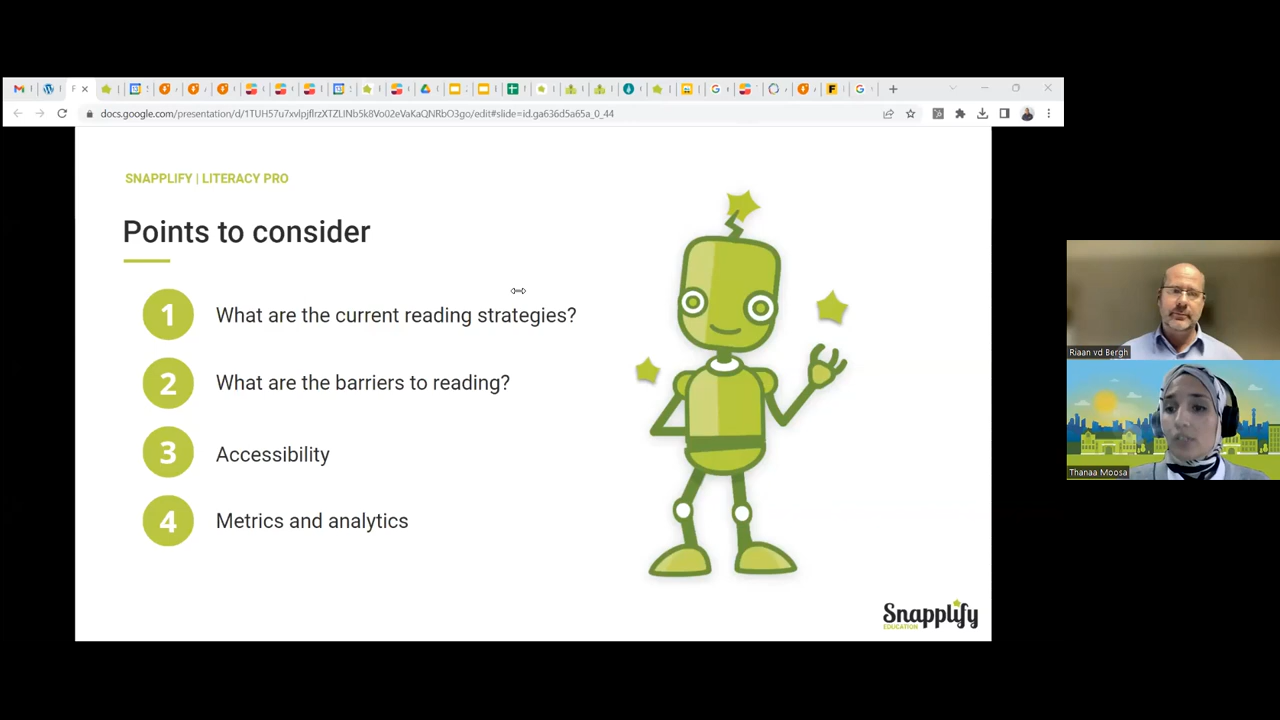 docs.google.com/presentation/d/1TUH57u7xvlpjflrzXTZLlNb5k8Vo02eVaKaQNRbO3go/edit#slide=id.ga636d5a65a_0_44
SNAPPLIFY | LITERACY PRO
Points to consider
1 What are the current reading strategies?
2 What are the barriers to reading?
3 Accessibility
4 Metrics and analytics
Snapplify
EDUCATION
Riaan vd Bergh
Thanaa Moosa